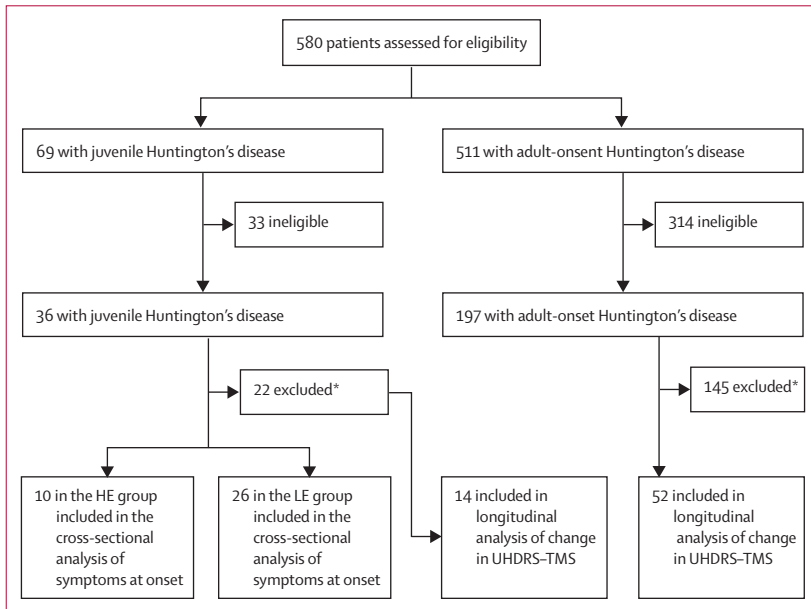 580 patients assessed for eligibility
69 with juvenile Huntington's disease
511 with adult-onsent Huntington's disease
33 ineligible
314 ineligible
36 with juvenile Huntington's disease
197 with adult-onset Huntington's disease
22 excluded*
145 excluded*
10 in the HE group
included in the
cross-sectional
analysis of
symptoms at onset
26 in the LE group
included in the
cross-sectional
analysis of
symptoms at onset
14 included in
longitudinal
analysis of change
in UHDRS–TMS
52 included in
longitudinal
analysis of change
in UHDRS–TMS